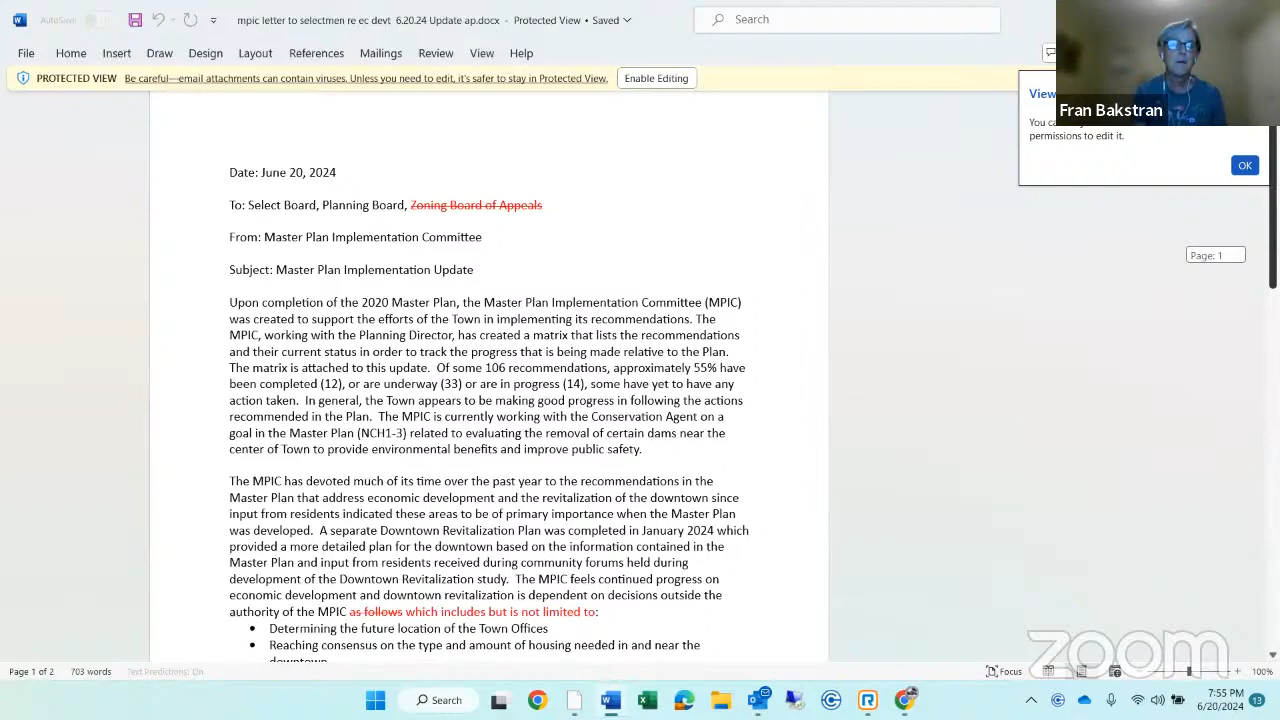 AutoSave
mpic letter to selectmen re ec devt 6.20.24 Update ap.docx - Protected View • Saved
Search
File Home Insert Draw Design Layout References Mailings Review View Help
PROTECTED VIEW Be careful—email attachments can contain viruses. Unless you need to edit, it's safer to stay in Protected View. Enable Editing
Fran Bakstran
View
You ca
permissions to edit it.
OK
Page: 1
Date: June 20, 2024
To: Select Board, Planning Board, Zoning Board of Appeals
From: Master Plan Implementation Committee
Subject: Master Plan Implementation Update
Upon completion of the 2020 Master Plan, the Master Plan Implementation Committee (MPIC)
was created to support the efforts of the Town in implementing its recommendations. The
MPIC, working with the Planning Director, has created a matrix that lists the recommendations
and their current status in order to track the progress that is being made relative to the Plan.
The matrix is attached to this update. Of some 106 recommendations, approximately 55% have
been completed (12), or are underway (33) or are in progress (14), some have yet to have any
action taken. In general, the Town appears to be making good progress in following the actions
recommended in the Plan. The MPIC is currently working with the Conservation Agent on a
goal in the Master Plan (NCH1-3) related to evaluating the removal of certain dams near the
center of Town to provide environmental benefits and improve public safety.
The MPIC has devoted much of its time over the past year to the recommendations in the
Master Plan that address economic development and the revitalization of the downtown since
input from residents indicated these areas to be of primary importance when the Master Plan
was developed. A separate Downtown Revitalization Plan was completed in January 2024 which
provided a more detailed plan for the downtown based on the information contained in the
Master Plan and input from residents received during community forums held during
development of the Downtown Revitalization study. The MPIC feels continued progress on
economic development and downtown revitalization is dependent on decisions outside the
authority of the MPIC as follows which includes but is not limited to:
• Determining the future location of the Town Offices
• Reaching consensus on the type and amount of housing needed in and near the
downtown
zoom
Page 1 of 2 703 words Text Predictions: On Focus 100%
Search
7:55 PM
6/20/2024
13